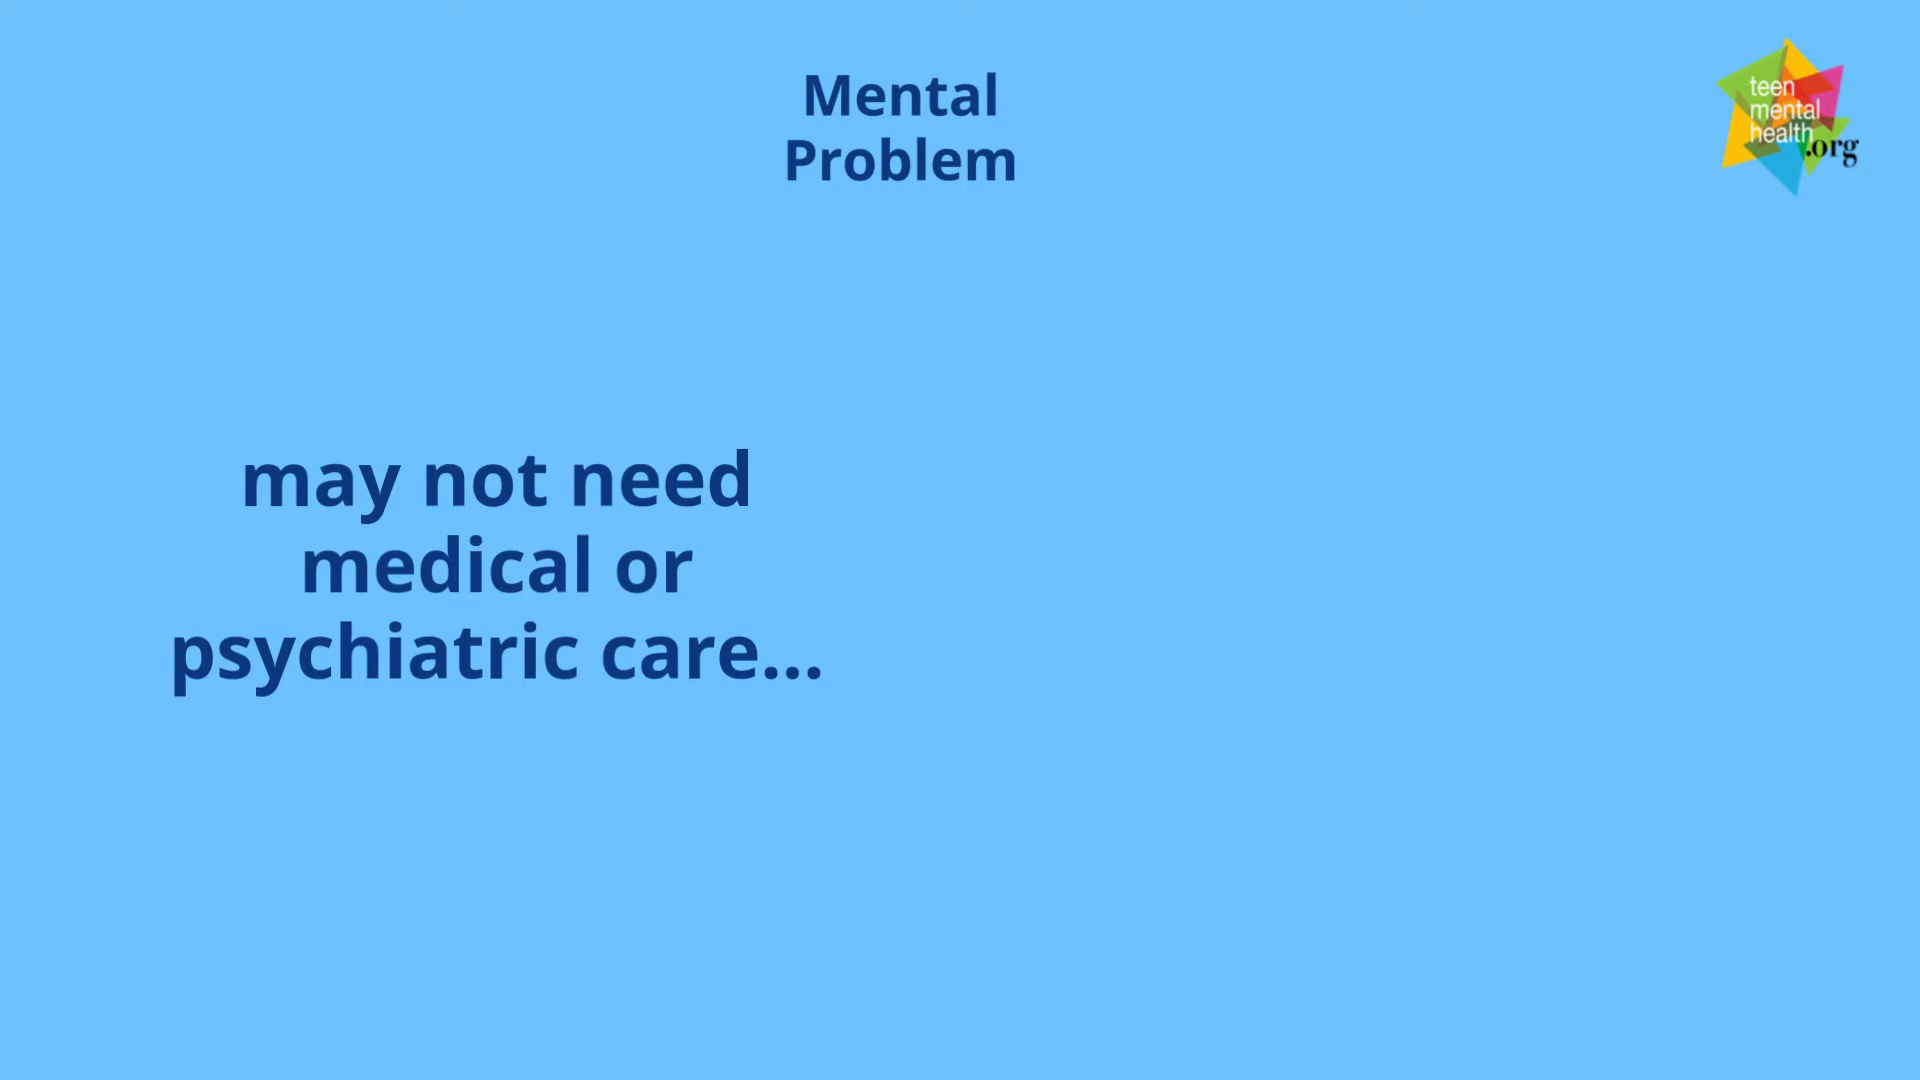 Mental
Problem
teen
mental
health
.org
may not need
medical or
psychiatric care...